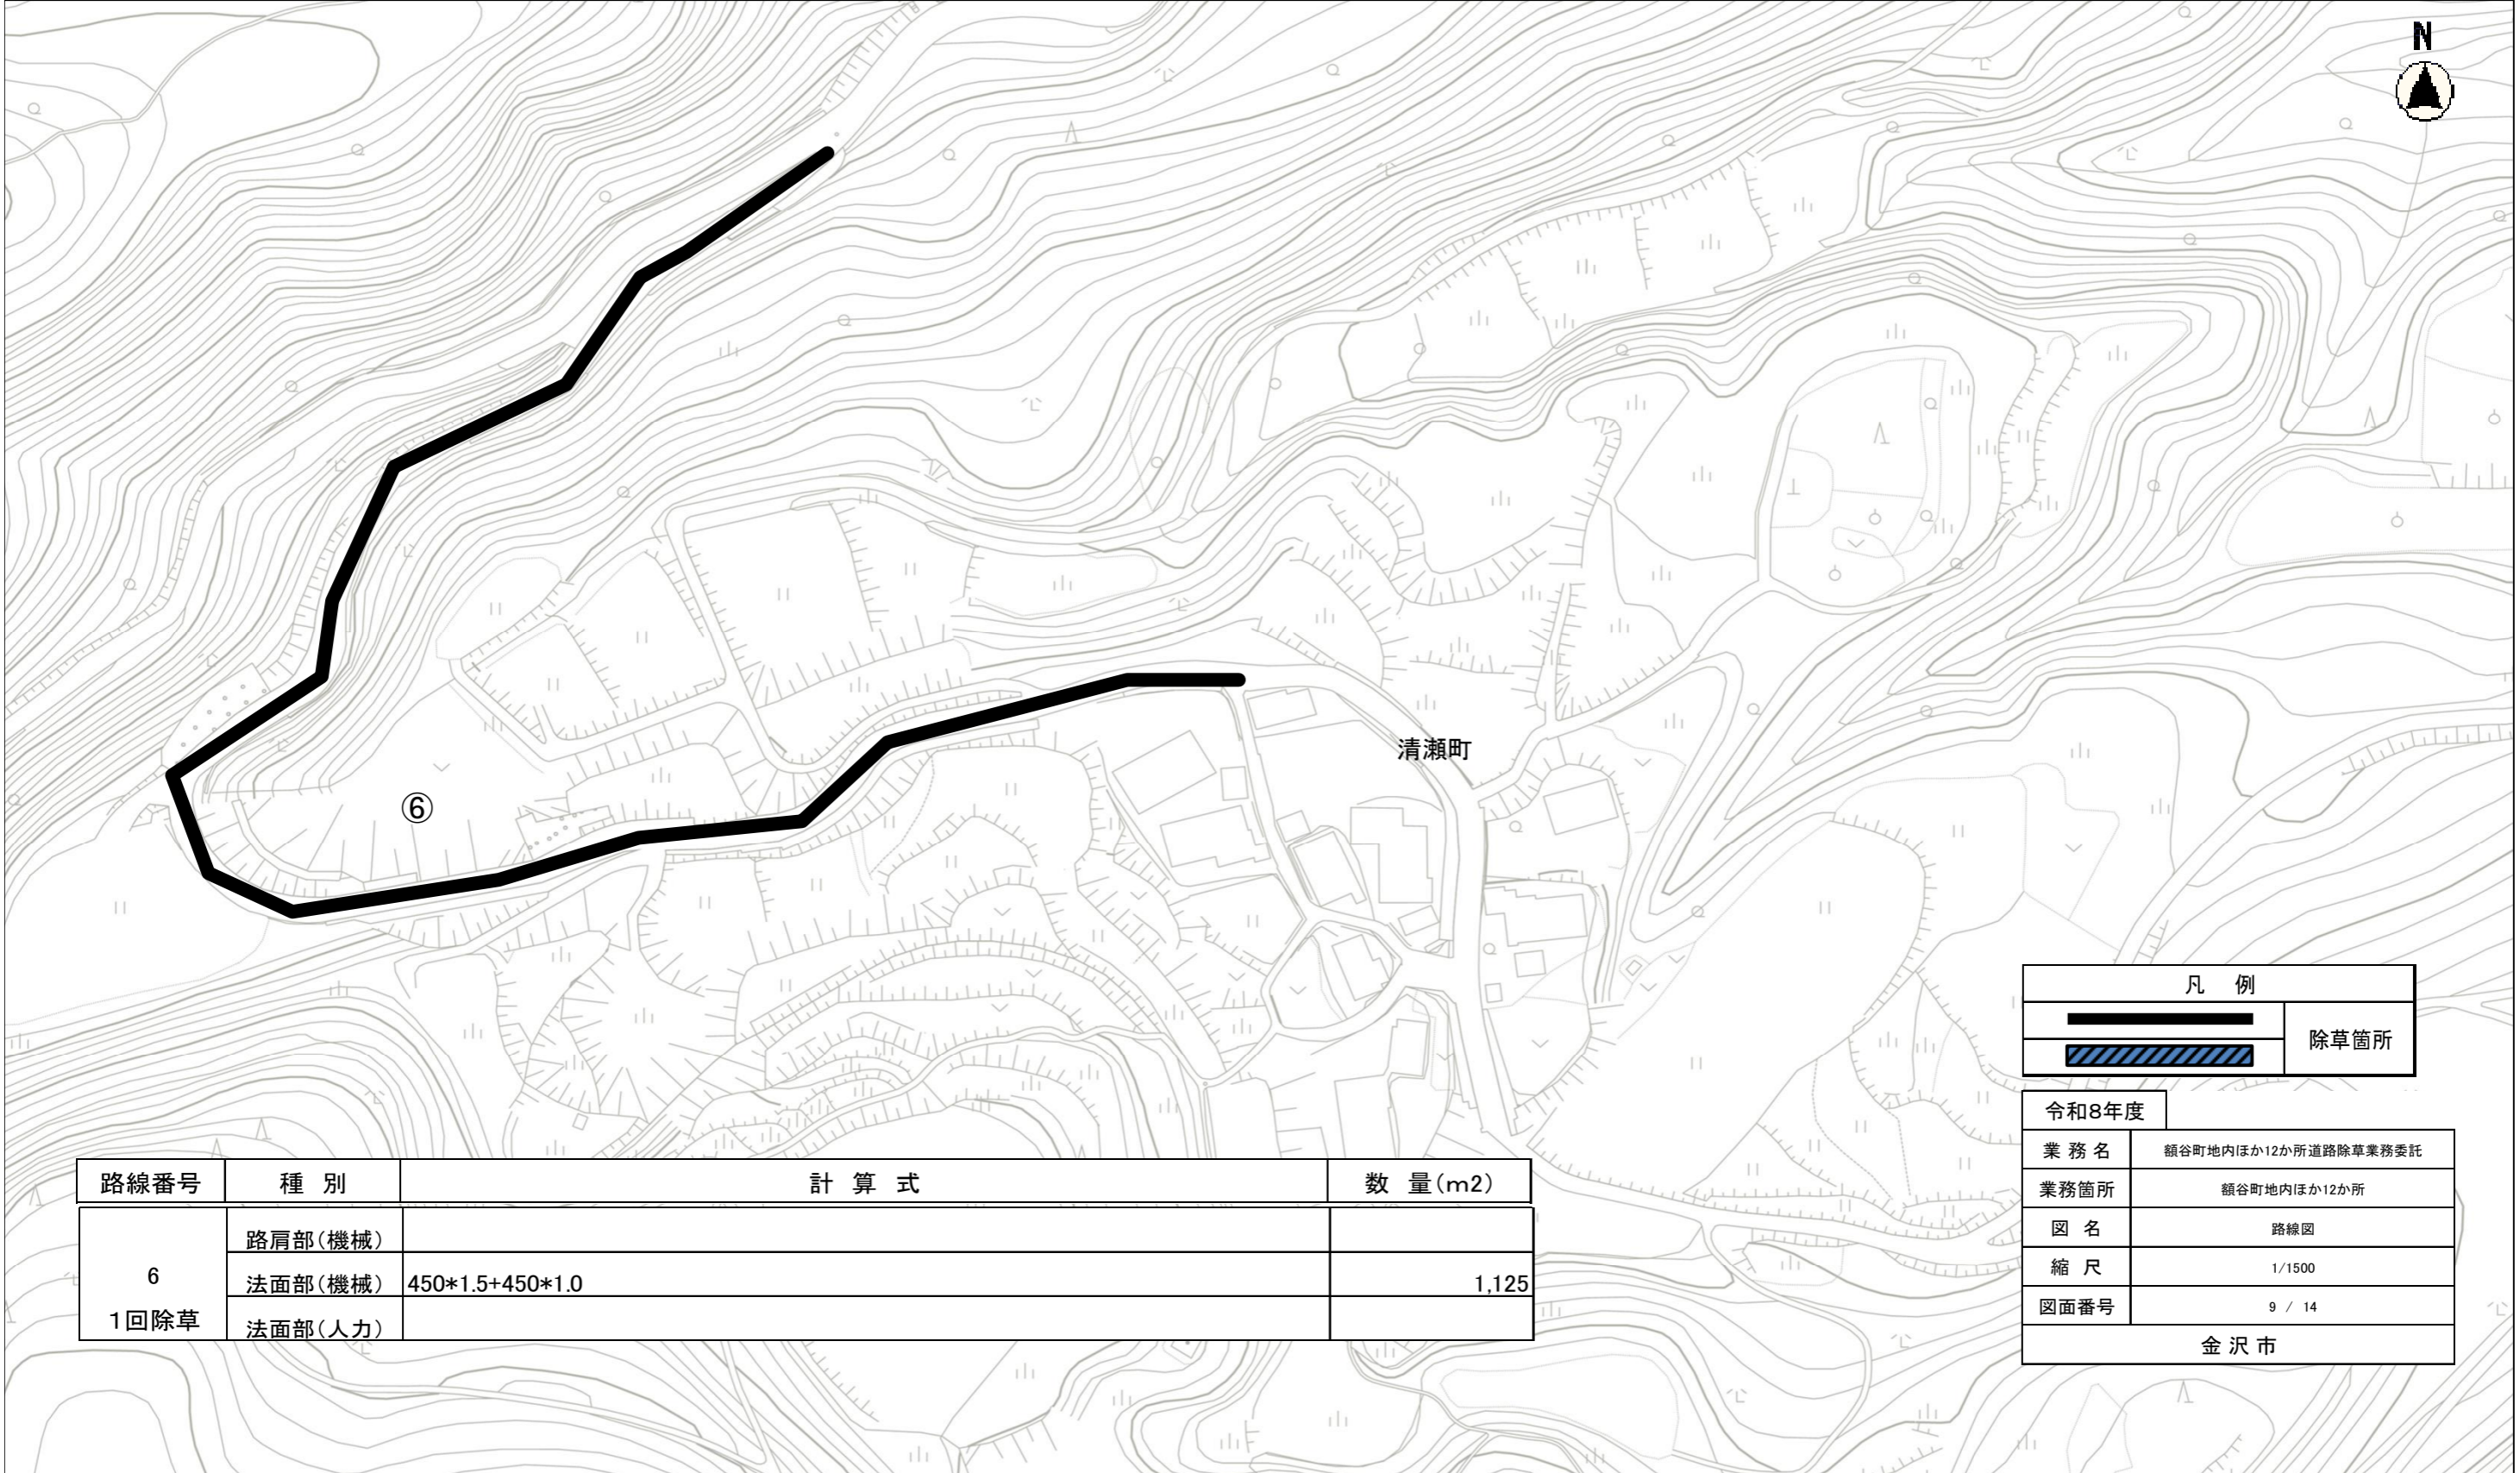 N
清瀬町
⑥
凡 例
除草箇所
令和8年度
業務名 額谷町地内ほか12か所道路除草業務委託
業務箇所 額谷町地内ほか12か所
図 名 路線図
縮 尺 1/1500
図面番号 9 / 14
金沢市
路線番号 種 別 計 算 式 数 量(m2)
6
1回除草
路肩部(機械)
法面部(機械) 450*1.5+450*1.0 1,125
法面部(人力)